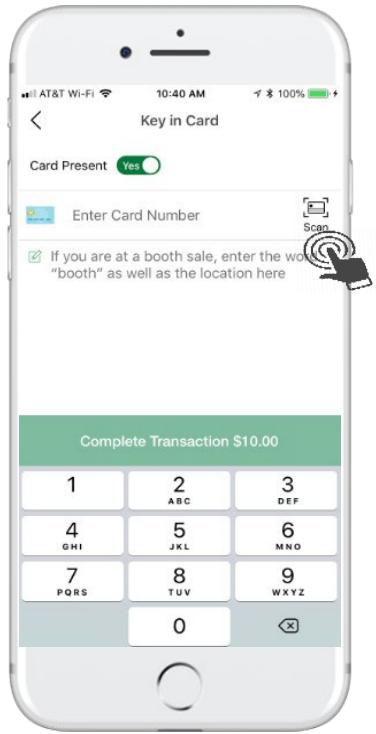 AT&T Wi-Fi 10:40 AM 100%
Key in Card
Card Present Yes
Enter Card Number
Scan
If you are at a booth sale, enter the word
"booth" as well as the location here
Complete Transaction $10.00
1 2 3
ABC DEF
4 5 6
GHI JKL MNO
7 8 9
PQRS TUV WXYZ
0